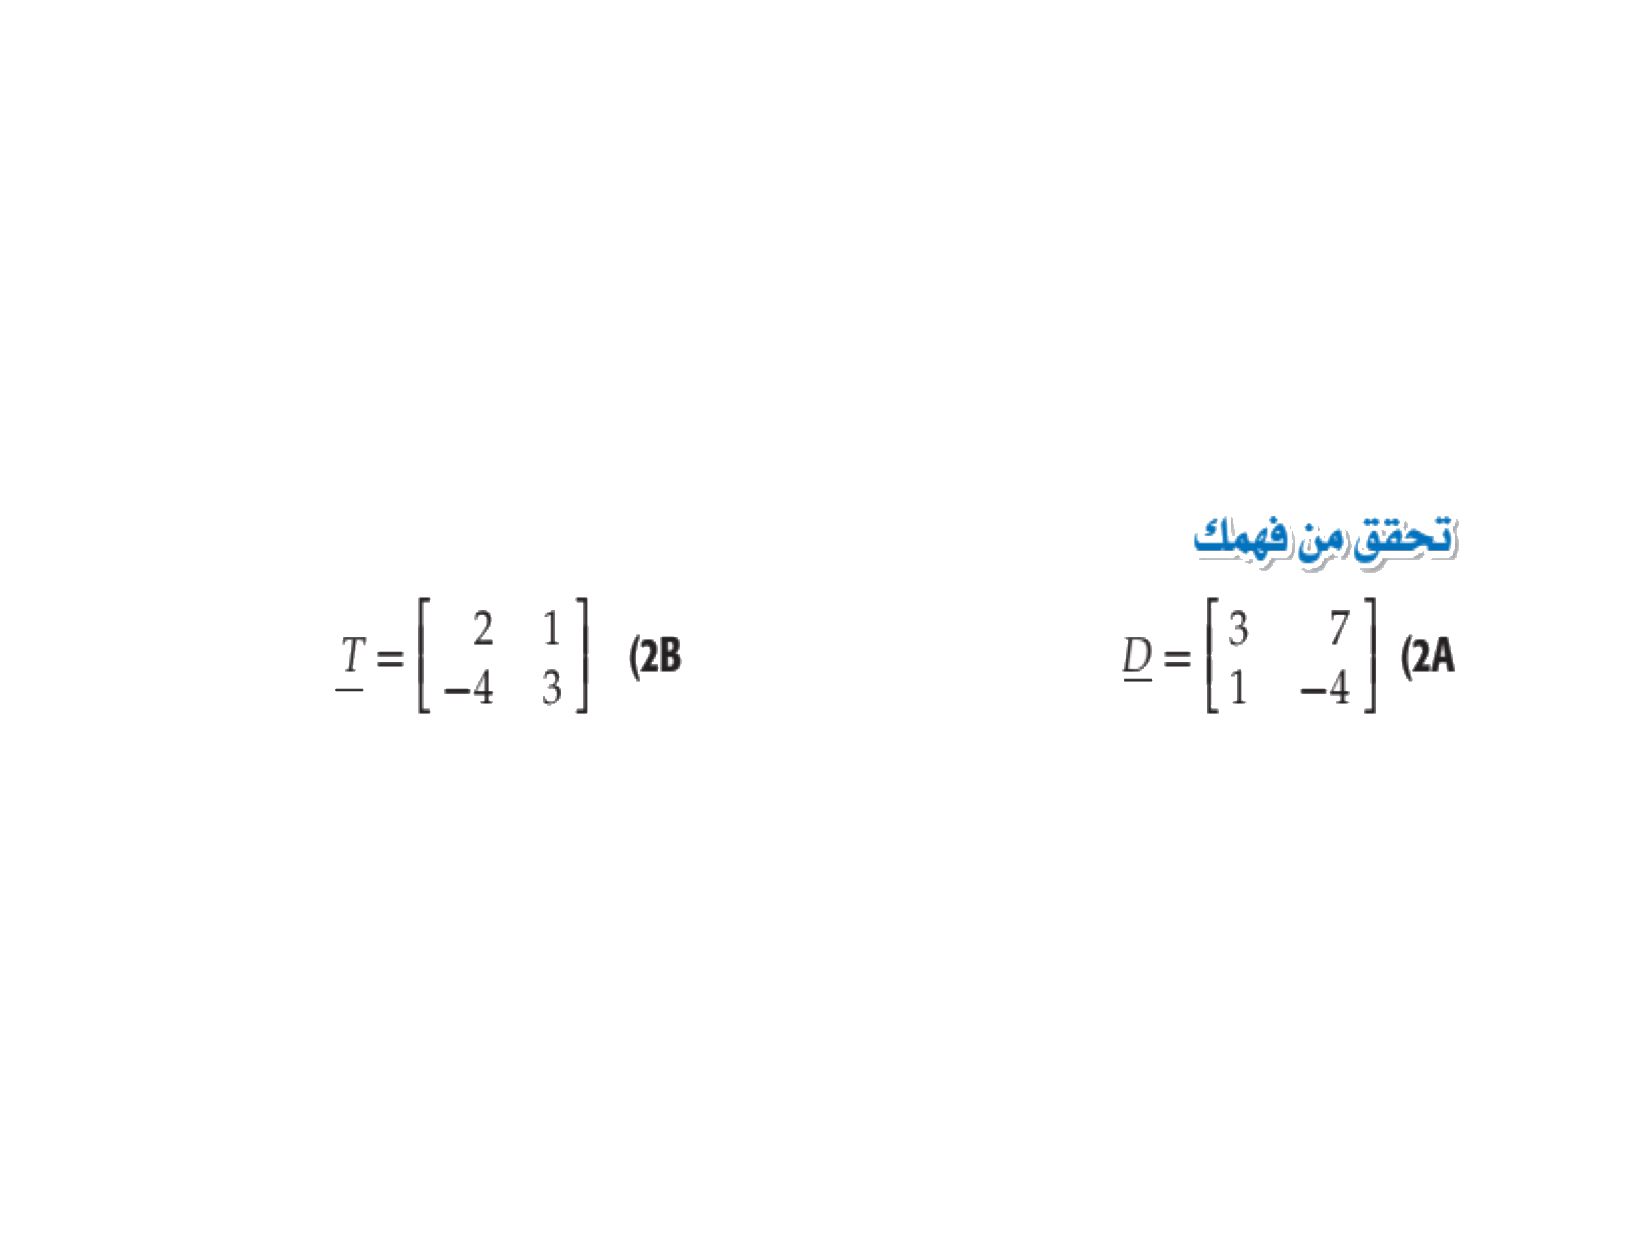 تحقق من فهمك
(2A D = [3 7; 1 −4]
(2B T = [2 1; −4 3]